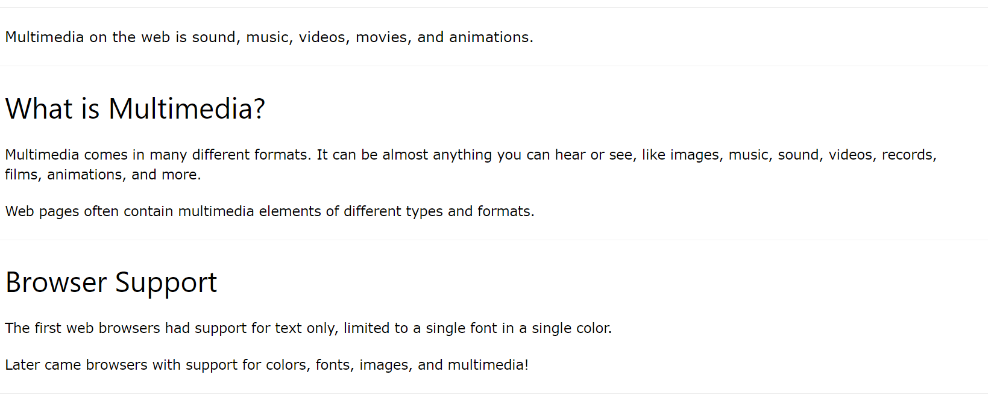 Multimedia on the web is sound, music, videos, movies, and animations.
What is Multimedia?
Multimedia comes in many different formats. It can be almost anything you can hear or see, like images, music, sound, videos, records,
films, animations, and more.
Web pages often contain multimedia elements of different types and formats.
Browser Support
The first web browsers had support for text only, limited to a single font in a single color.
Later came browsers with support for colors, fonts, images, and multimedia!